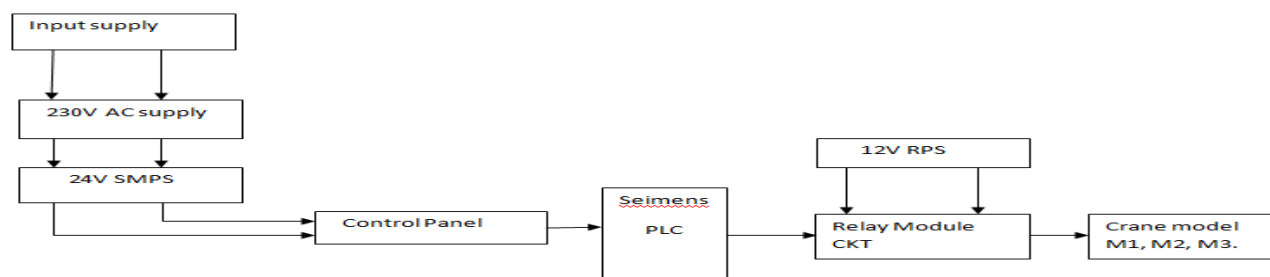 Input supply
230V AC supply
24V SMPS
Control Panel
Seimens
PLC
12V RPS
Relay Module
CKT
Crane model
M1, M2, M3.